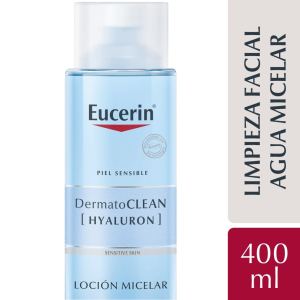 Eucerin®
PIEL SENSIBLE
DermatoCLEAN
[ HYALURON ]
SENSITIVE SKIN
LOCIÓN MICELAR
LIMPIEZA FACIAL
AGUA MICELAR
400
ml